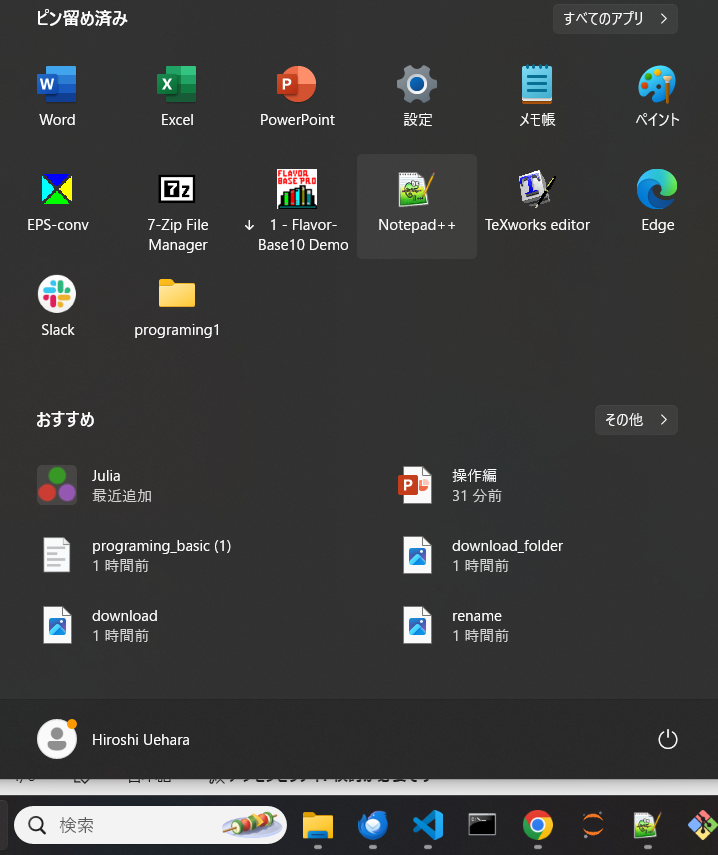 ピン留め済み
すべてのアプリ
Word
Excel
PowerPoint
設定
メモ帳
ペイント
FLAVOR
BASE PRO
EPS-conv
7-Zip File
Manager
1 - Flavor-
Base10 Demo
Notepad++
TeXworks editor
Edge
Slack
programing1
おすすめ
その他
Julia
最近追加
操作編
31 分前
programing_basic (1)
1 時間前
download_folder
1 時間前
download
1 時間前
rename
1 時間前
Hiroshi Uehara
検索